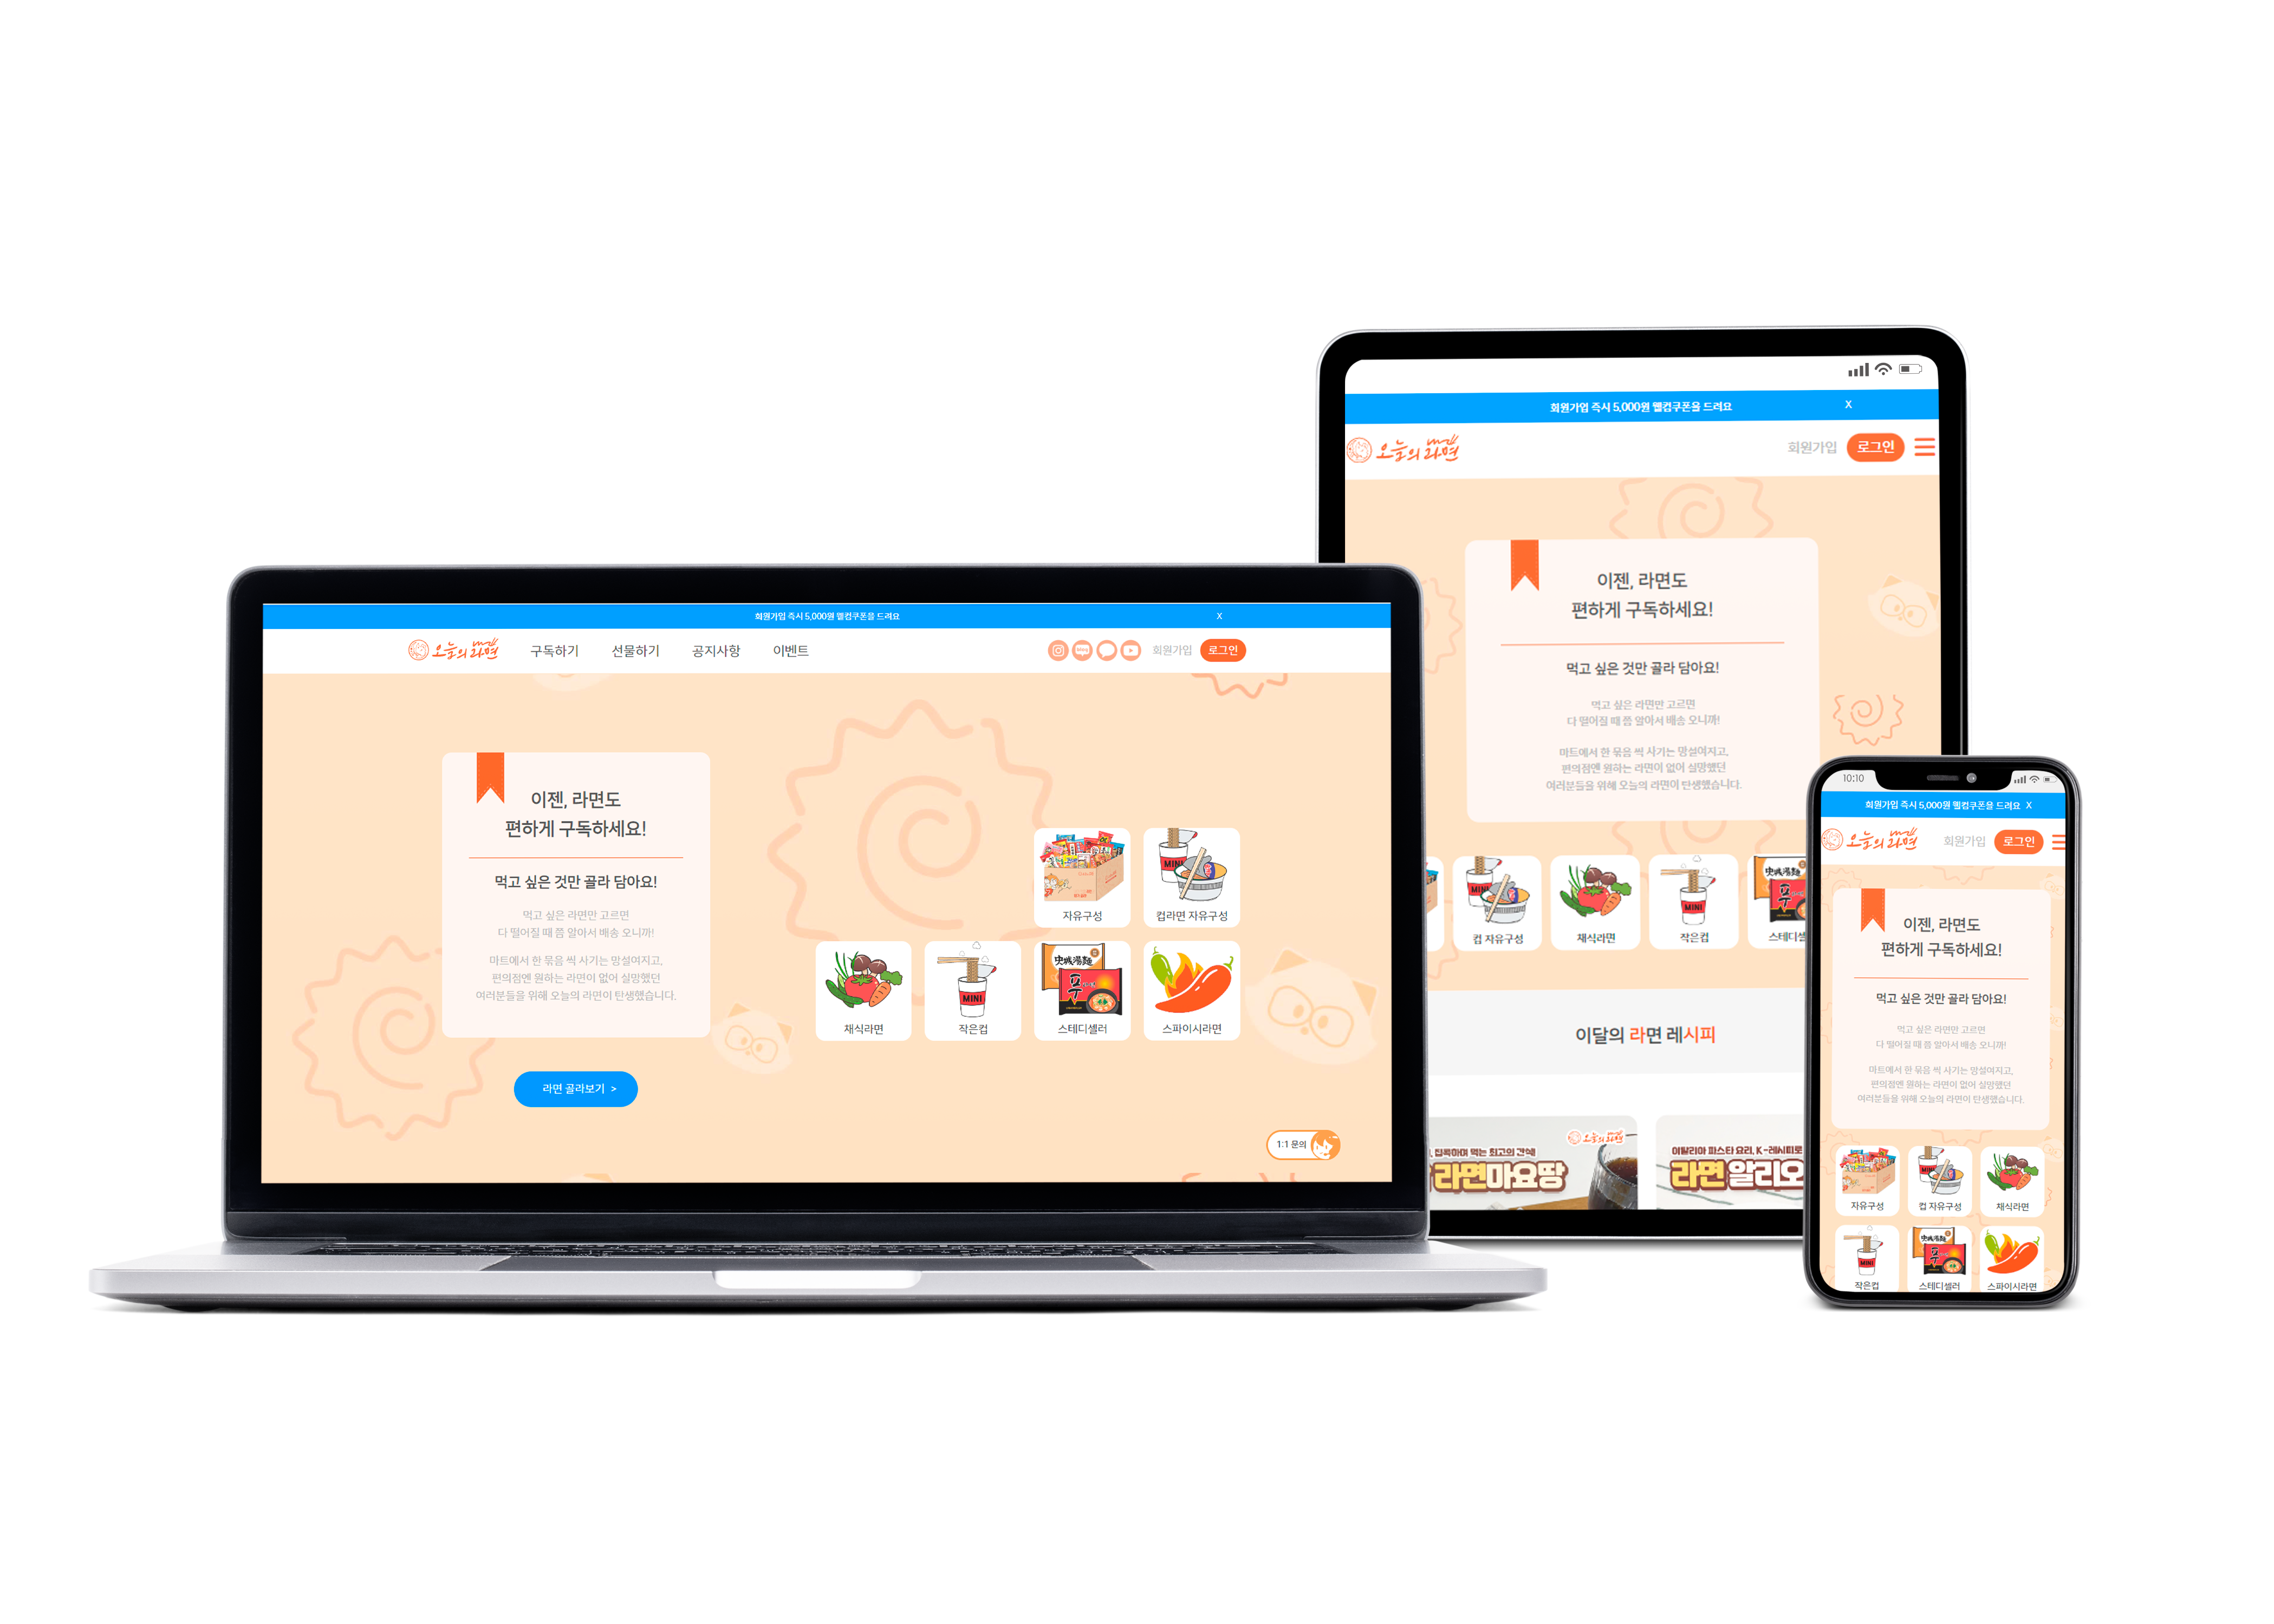 회원가입 즉시 5,000원 웰컴쿠폰을 드려요 X
오늘의 라면 구독하기 선물하기 공지사항 이벤트 회원가입 로그인
이젠, 라면도
편하게 구독하세요!
먹고 싶은 것만 골라 담아요!
먹고 싶은 라면만 고르면
다 떨어질 때 쯤 알아서 배송 오니까!
마트에서 한 묶음 씩 사기는 망설여지고,
편의점엔 원하는 라면이 없어 실망했던
여러분들을 위해 오늘의 라면이 탄생했습니다.
라면 골라보기 >
MINI
자유구성 컵라면 자유구성
MINI
채식라면 작은컵 스테디셀러 스파이시라면
1:1 문의
회원가입 즉시 5,000원 웰컴쿠폰을 드려요 X
오늘의 라면 회원가입 로그인
이젠, 라면도
편하게 구독하세요!
먹고 싶은 것만 골라 담아요!
먹고 싶은 라면만 고르면
다 떨어질 때 쯤 알아서 배송 오니까!
마트에서 한 묶음 씩 사기는 망설여지고,
편의점엔 원하는 라면이 없어 실망했던
여러분들을 위해 오늘의 라면이 탄생했습니다.
MINI MINI
컵 자유구성 채식라면 작은컵 스테디셀
이달의 라면 레시피
오늘의 라면
, 집콕하며 먹는 최고의 간식!
라면마요땅
이탈리아 파스타 요리, K-레시피로
라면 알리오
10:10
회원가입 즉시 5,000원 웰컴쿠폰을 드려요 X
오늘의 라면 회원가입 로그인
이젠, 라면도
편하게 구독하세요!
먹고 싶은 것만 골라 담아요!
먹고 싶은 라면만 고르면
다 떨어질 때 쯤 알아서 배송 오니까!
마트에서 한 묶음 씩 사기는 망설여지고,
편의점엔 원하는 라면이 없어 실망했던
여러분들을 위해 오늘의 라면이 탄생했습니다.
MINI
자유구성 컵 자유구성 채식라면
MINI
작은컵 스테디셀러 스파이시라면